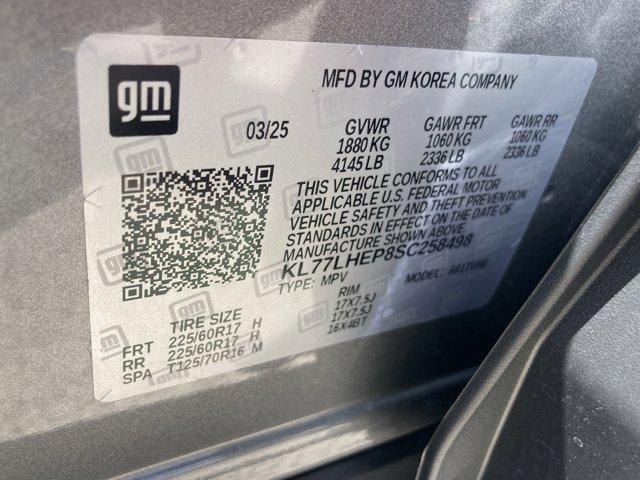 gm
MFD BY GM KOREA COMPANY
03/25
GVWR GAWR FRT GAWR RR
1880 KG 1060 KG 1060 KG
4145 LB 2336 LB 2336 LB
THIS VEHICLE CONFORMS TO ALL
APPLICABLE U.S. FEDERAL MOTOR
VEHICLE SAFETY AND THEFT PREVENTION
STANDARDS IN EFFECT ON THE DATE OF
MANUFACTURE SHOWN ABOVE
KL77LHEP8SC258498
TYPE: MPV MODEL:
TIRE SIZE RIM
FRT 225/60R17 H 17X7.5J
RR 225/60R17 H 17X7.5J
SPA T125/70R16 M 16X4BT